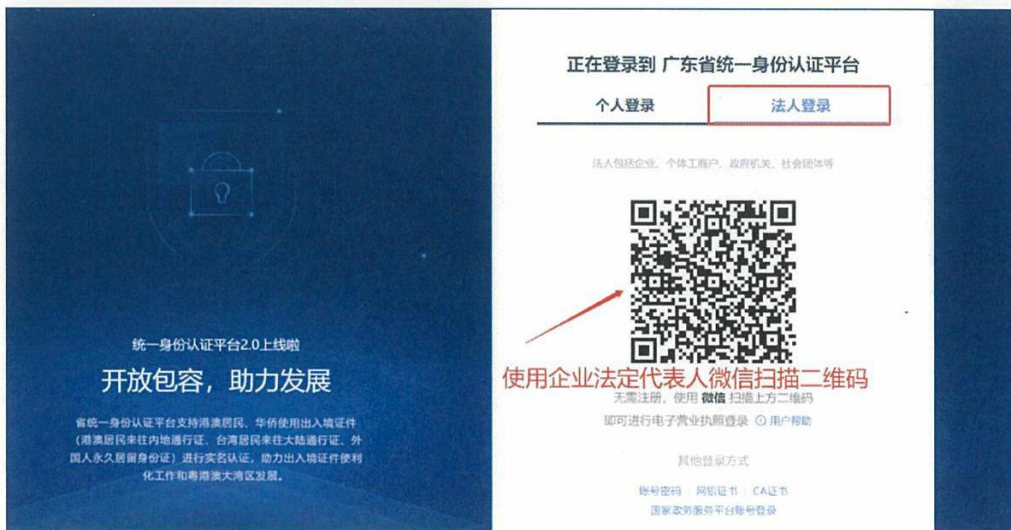 统一身份认证平台2.0上线啦
开放包容，助力发展
省统一身份认证平台支持港澳居民、华侨使用出入境证件
（港澳居民来往内地通行证、台湾居民来往大陆通行证、外
国人永久居留身份证）进行实名认证，助力出入境证件便利
化工作和粤港澳大湾区发展。
正在登录到 广东省统一身份认证平台
个人登录 法人登录
法人包括企业、个体工商户、政府机关、社会团体等
使用企业法定代表人微信扫描二维码
无需注册，使用 微信 扫描上方二维码
即可进行电子营业执照登录 用户帮助
其他登录方式
账号密码 | 网银证书 | CA证书
国家政务服务平台账号登录